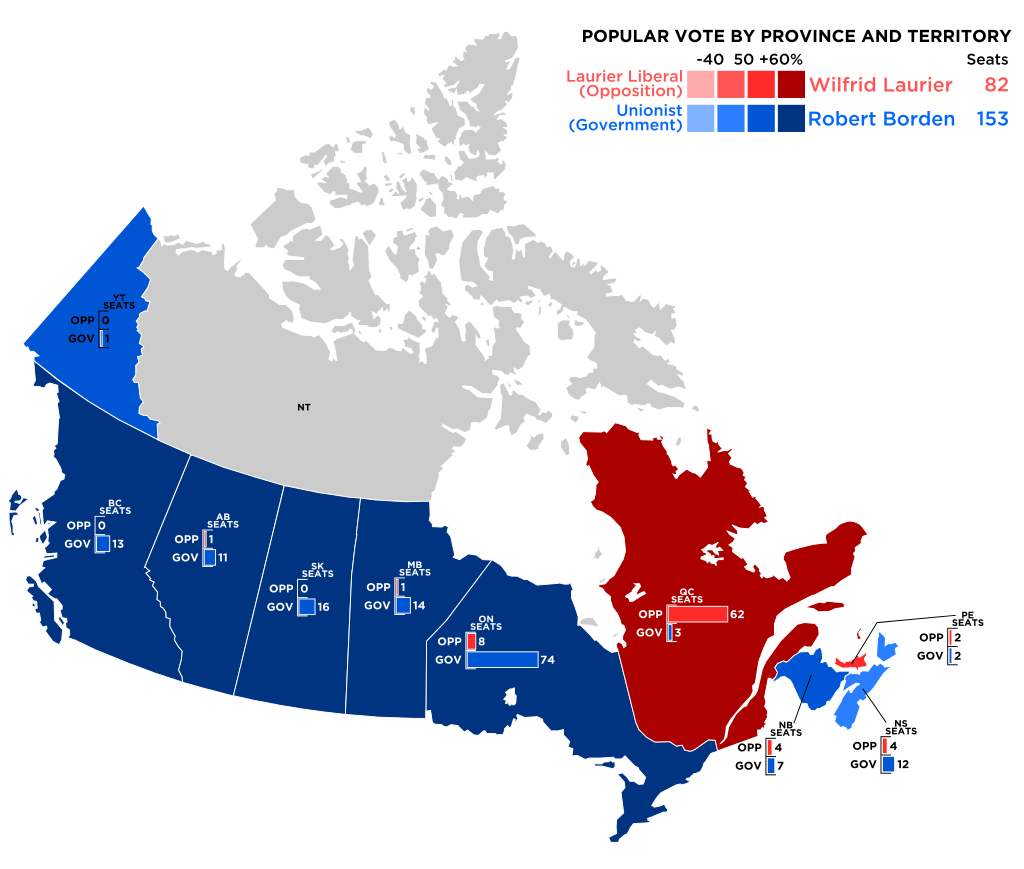 POPULAR VOTE BY PROVINCE AND TERRITORY
-40 50 +60% Seats
Laurier Liberal
(Opposition)
Wilfrid Laurier 82
Unionist
(Government)
Robert Borden 153
YT
SEATS
OPP 0
GOV 1
NT
BC
SEATS
OPP 0
GOV 13
AB
SEATS
OPP 1
GOV 11
SK
SEATS
OPP 0
GOV 16
MB
SEATS
OPP 1
GOV 14
ON
SEATS
OPP 8
GOV 74
QC
SEATS
OPP 62
GOV 3
PE
SEATS
OPP 2
GOV 2
NB
SEATS
OPP 4
GOV 7
NS
SEATS
OPP 4
GOV 12